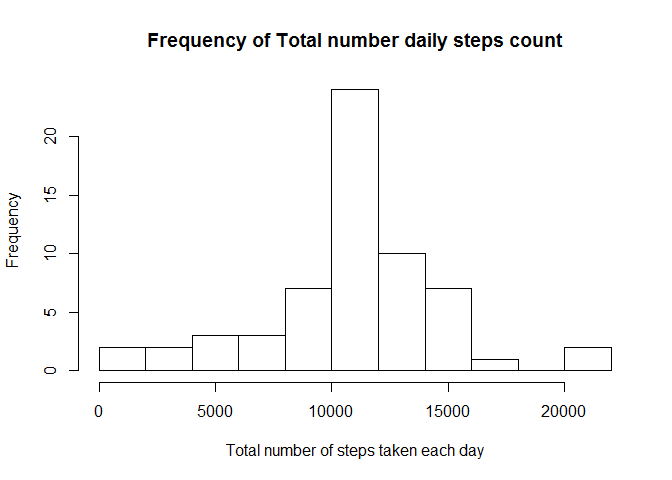 Frequency of Total number daily steps count
Frequency
20
15
10
5
0
0 5000 10000 15000 20000
Total number of steps taken each day